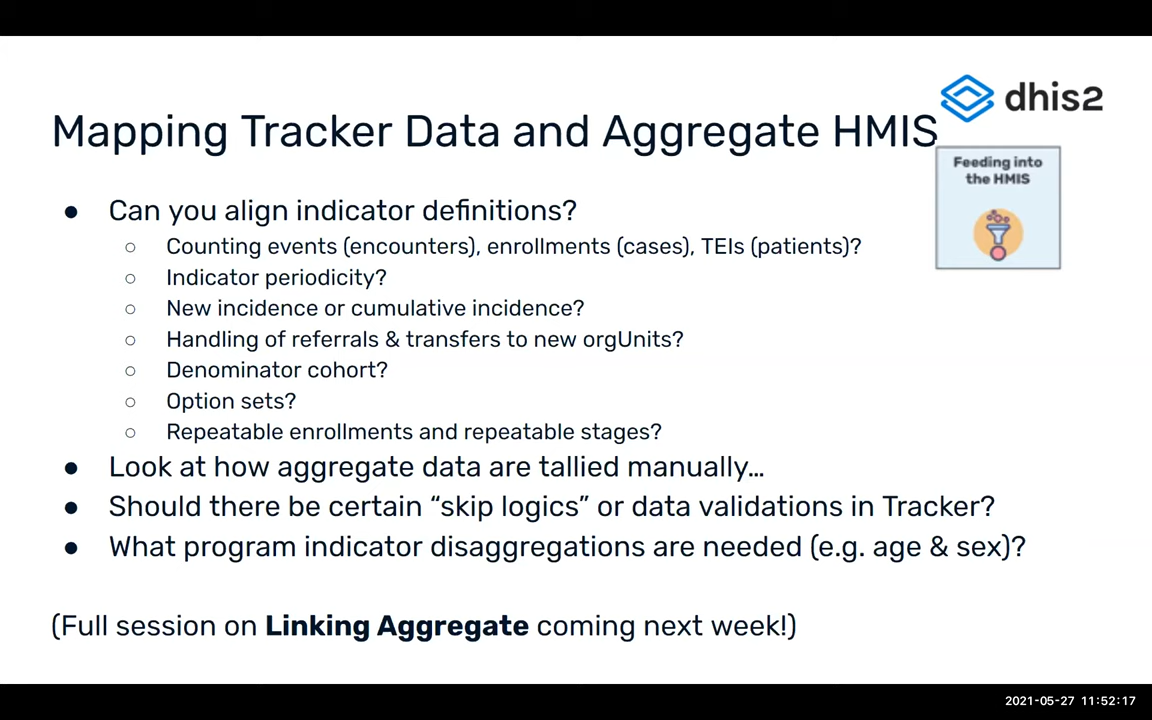 dhis2
Mapping Tracker Data and Aggregate HMIS
Feeding into
the HMIS
● Can you align indicator definitions?
○ Counting events (encounters), enrollments (cases), TEIs (patients)?
○ Indicator periodicity?
○ New incidence or cumulative incidence?
○ Handling of referrals & transfers to new orgUnits?
○ Denominator cohort?
○ Option sets?
○ Repeatable enrollments and repeatable stages?
● Look at how aggregate data are tallied manually…
● Should there be certain “skip logics” or data validations in Tracker?
● What program indicator disaggregations are needed (e.g. age & sex)?
(Full session on Linking Aggregate coming next week!)
2021-05-27 11:52:17